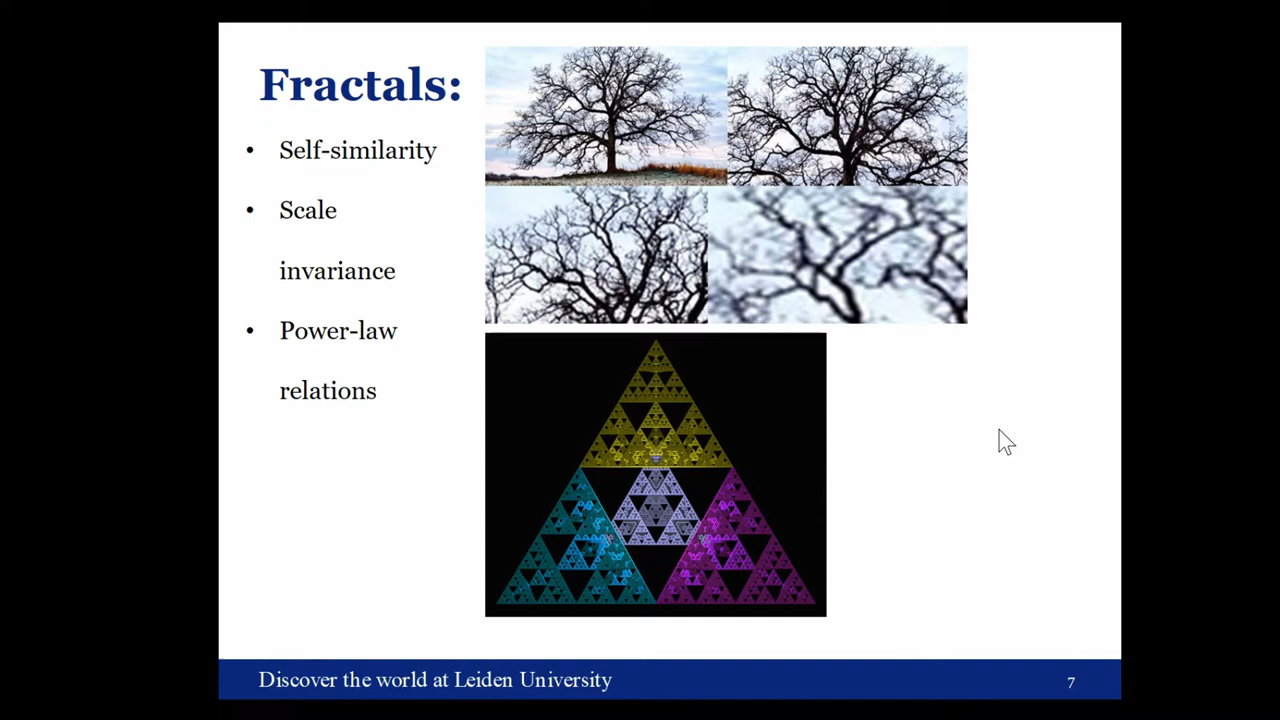 Fractals:
• Self-similarity
• Scale
invariance
• Power-law
relations
Discover the world at Leiden University
7